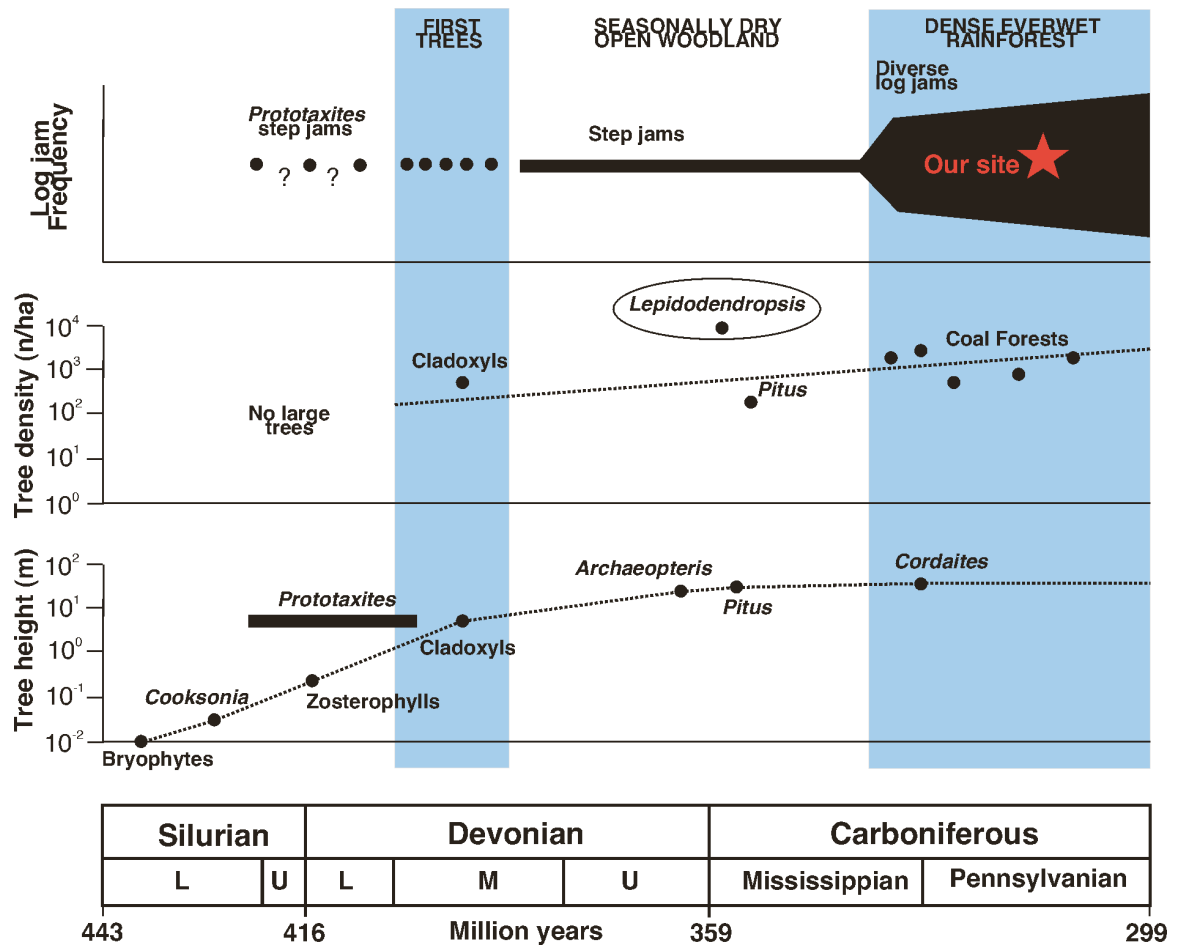 FIRST
TREES
SEASONALLY DRY
OPEN WOODLAND
DENSE EVERWET
RAINFOREST
Log jam
Frequency
Prototaxites
step jams
? ?
Step jams
Diverse
log jams
Our site
Tree density (n/ha)
10⁴
10³
10²
10¹
10⁰
No large
trees
Cladoxyls
Lepidodendropsis
Pitus
Coal Forests
Tree height (m)
10²
10¹
10⁰
10⁻¹
10⁻²
Prototaxites
Cooksonia
Bryophytes
Zosterophylls
Cladoxyls
Archaeopteris
Pitus
Cordaites
Silurian Devonian Carboniferous
L U L M U Mississippian Pennsylvanian
443 416 Million years 359 299